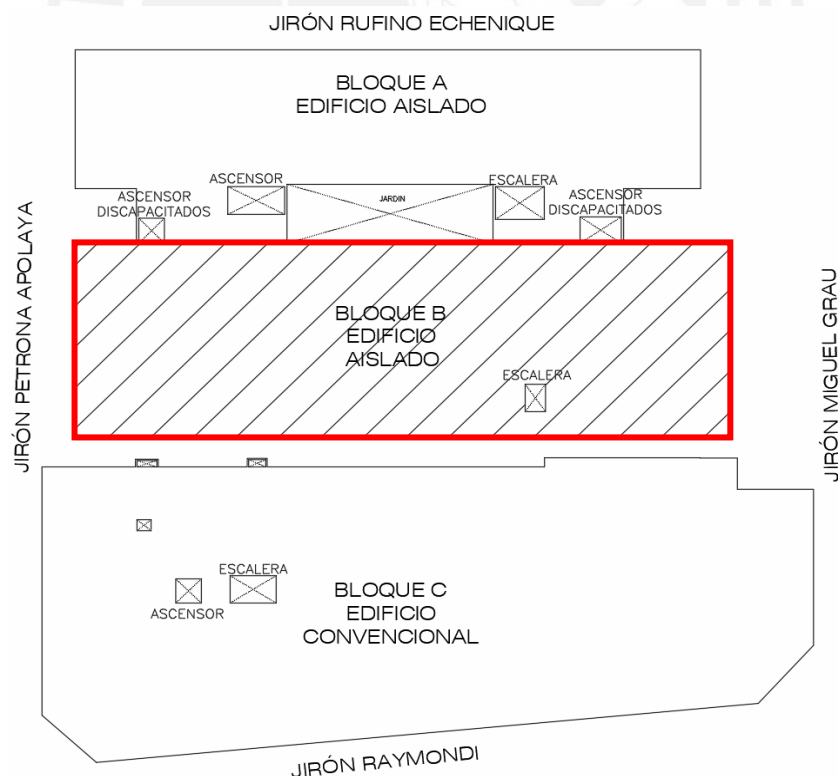 JIRÓN RUFINO ECHENIQUE
BLOQUE A
EDIFICIO AISLADO
ASCENSOR
DISCAPACITADOS
ASCENSOR
JARDIN
ESCALERA
ASCENSOR
DISCAPACITADOS
JIRÓN PETRONA APOLAYA
BLOQUE B
EDIFICIO
AISLADO
ESCALERA
JIRÓN MIGUEL GRAU
ESCALERA
ASCENSOR
BLOQUE C
EDIFICIO
CONVENCIONAL
JIRÓN RAYMONDI